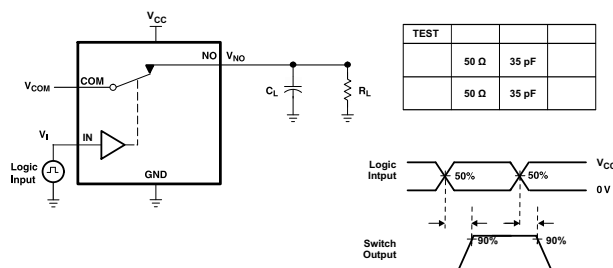 VCC
NO VNO
VCOM COM
CL RL
VI IN
Logic
Input
GND
TEST
50 Ω 35 pF
50 Ω 35 pF
Logic
Intput
50% 50%
VCC
0 V
Switch
Output
90% 90%